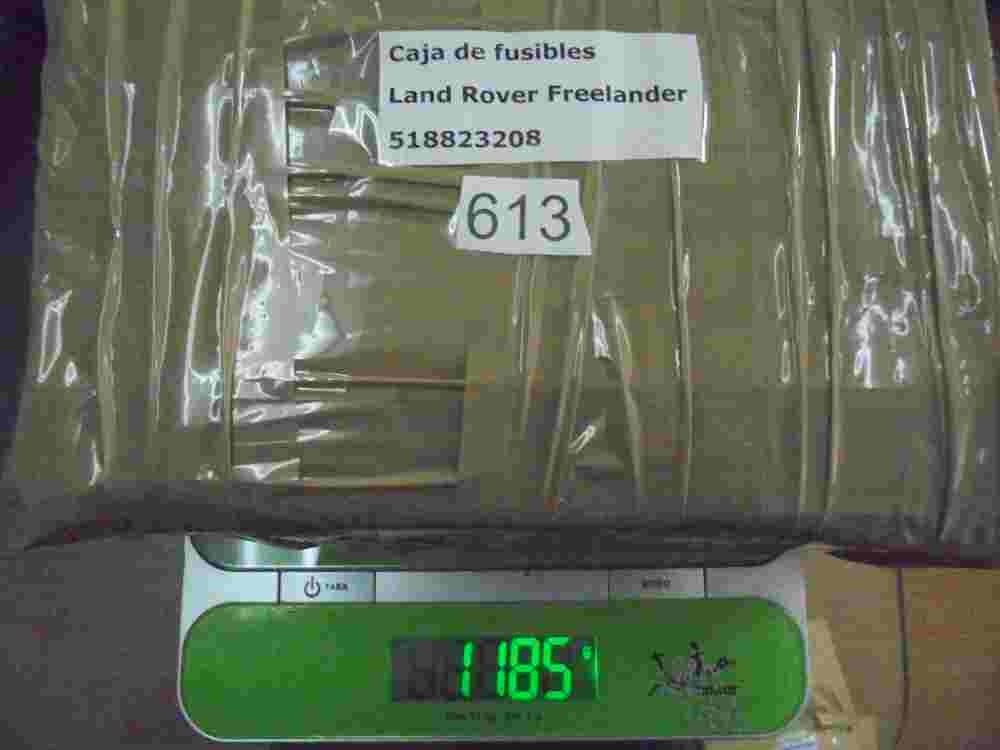 Caja de fusibles
Land Rover Freelander
518823208
613
TARA
1185g